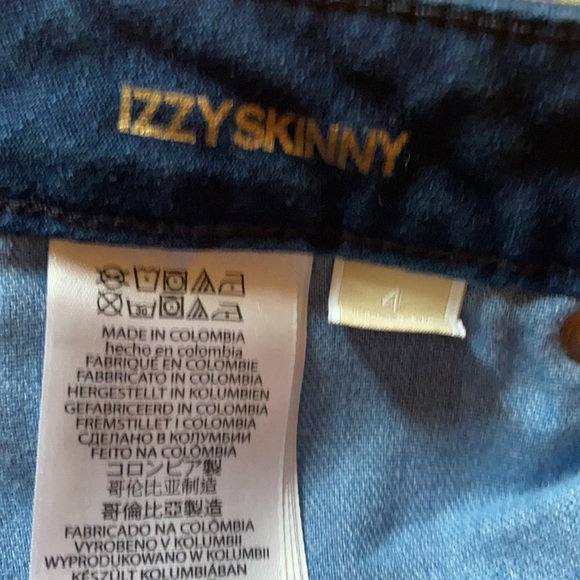 IZZY SKINNY
4
30
MADE IN COLOMBIA
hecho en colombia
FABRIQUÉ EN COLOMBIE
FABBRICATO IN COLOMBIA
HERGESTELLT IN KOLUMBIEN
GEFABRICEERD IN COLOMBIA
FREMSTILLET I COLOMBIA
СДЕЛАНО В КОЛУМБИИ
FEITO NA COLÔMBIA
コロンビア製
哥伦比亚制造
哥倫比亞製造
FABRICADO NA COLÔMBIA
VYROBENO V KOLUMBII
WYPRODUKOWANO W KOLUMBII
KÉSZÜLT KOLUMBIÁBAN